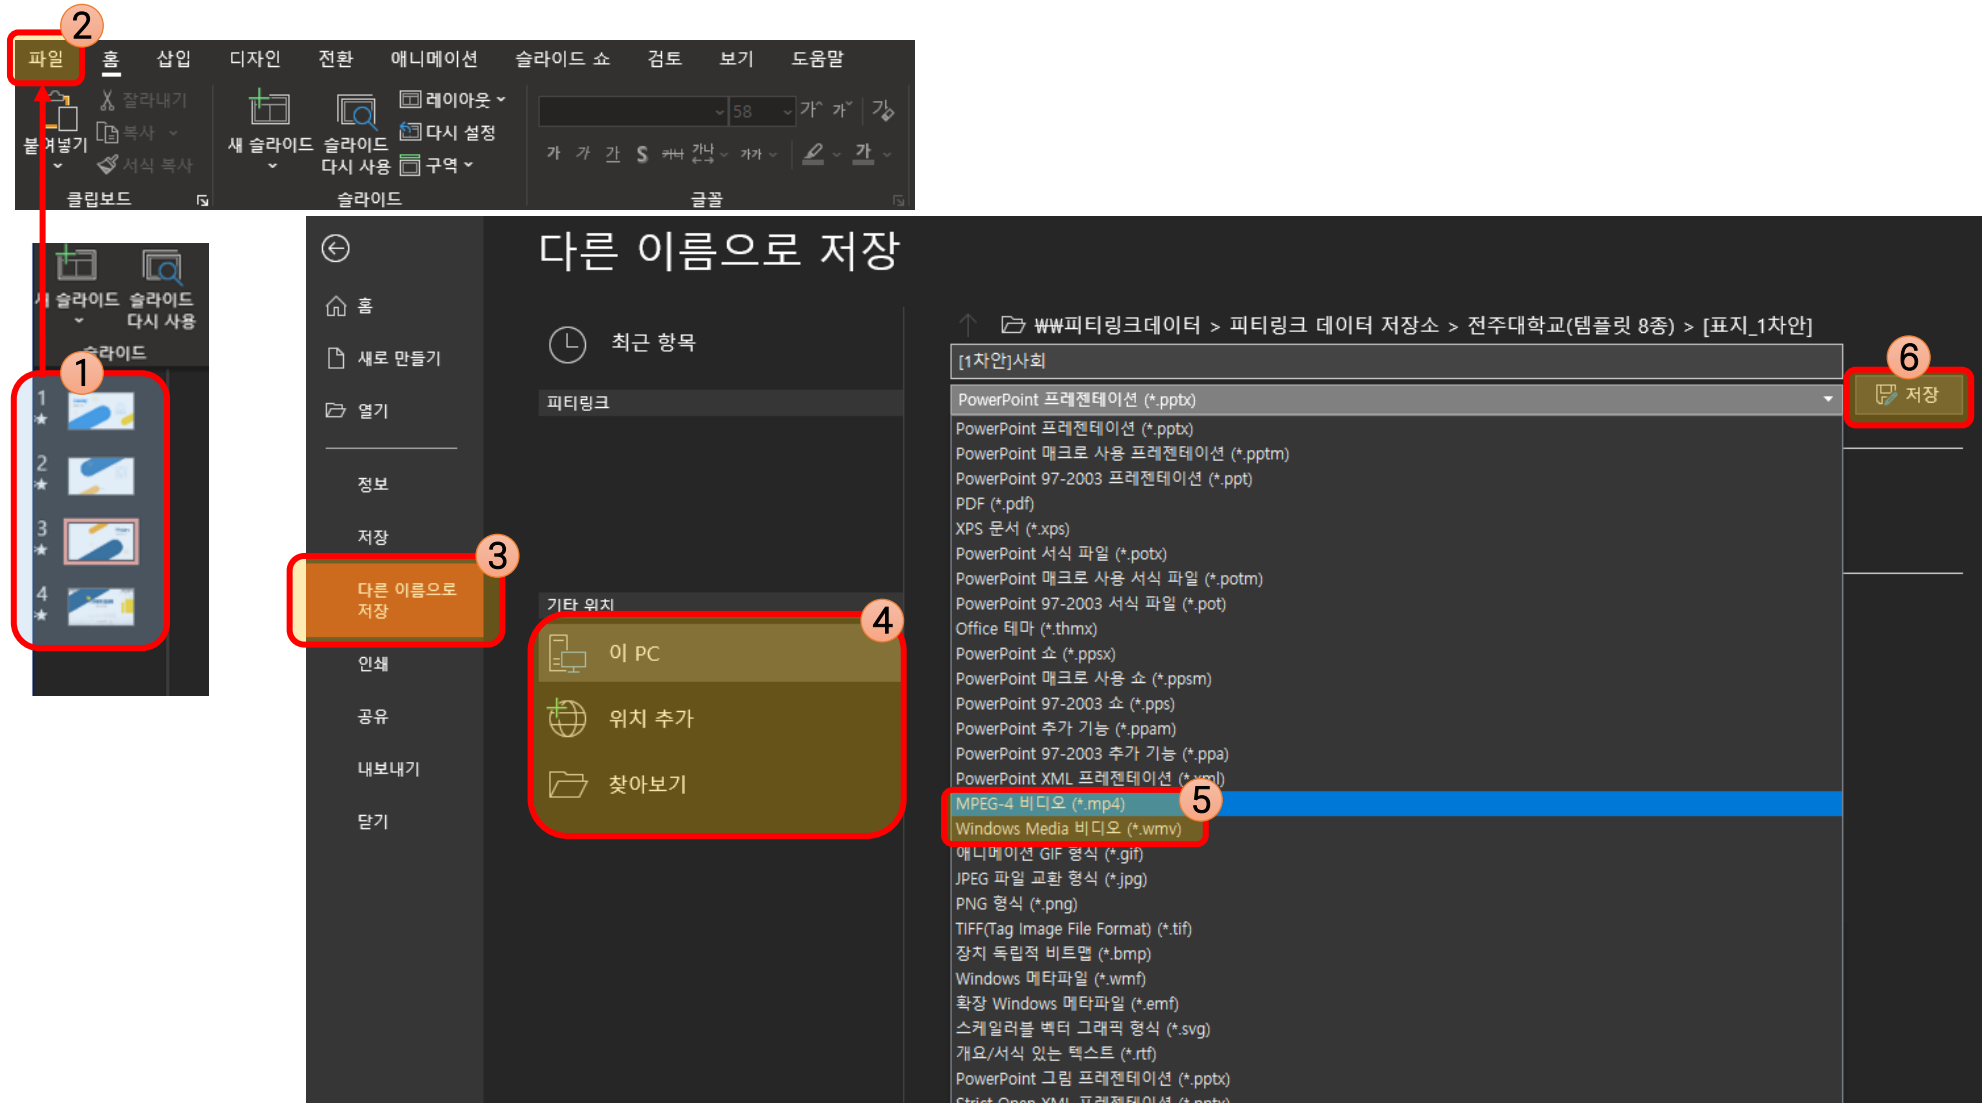 2
파일 홈 삽입 디자인 전환 애니메이션 슬라이드 쇼 검토 보기 도움말
잘라내기
복사
서식 복사
붙여넣기
클립보드
새 슬라이드
슬라이드
다시 사용
레이아웃
다시 설정
구역
슬라이드
58
가 가 가
가 가 가 S 가나 가가 가
글꼴
새 슬라이드
슬라이드
다시 사용
슬라이드
1
1
2
3
4
다른 이름으로 저장
홈
새로 만들기
열기
정보
저장
3
다른 이름으로
저장
인쇄
공유
내보내기
닫기
최근 항목
피티링크
기타 위치
4
이 PC
위치 추가
찾아보기
₩₩피티링크데이터 > 피티링크 데이터 저장소 > 전주대학교(템플릿 8종) > [표지_1차안]
[1차안]사회
6
저장
PowerPoint 프레젠테이션 (*.pptx)
PowerPoint 프레젠테이션 (*.pptx)
PowerPoint 매크로 사용 프레젠테이션 (*.pptm)
PowerPoint 97-2003 프레젠테이션 (*.ppt)
PDF (*.pdf)
XPS 문서 (*.xps)
PowerPoint 서식 파일 (*.potx)
PowerPoint 매크로 사용 서식 파일 (*.potm)
PowerPoint 97-2003 서식 파일 (*.pot)
Office 테마 (*.thmx)
PowerPoint 쇼 (*.ppsx)
PowerPoint 매크로 사용 쇼 (*.ppsm)
PowerPoint 97-2003 쇼 (*.pps)
PowerPoint 추가 기능 (*.ppam)
PowerPoint 97-2003 추가 기능 (*.ppa)
PowerPoint XML 프레젠테이션 (*.xml)
5
MPEG-4 비디오 (*.mp4)
Windows Media 비디오 (*.wmv)
애니메이션 GIF 형식 (*.gif)
JPEG 파일 교환 형식 (*.jpg)
PNG 형식 (*.png)
TIFF(Tag Image File Format) (*.tif)
장치 독립적 비트맵 (*.bmp)
Windows 메타파일 (*.wmf)
확장 Windows 메타파일 (*.emf)
스케일러블 벡터 그래픽 형식 (*.svg)
개요/서식 있는 텍스트 (*.rtf)
PowerPoint 그림 프레젠테이션 (*.pptx)
Strict Open XML 프레젠테이션 (*.pptx)